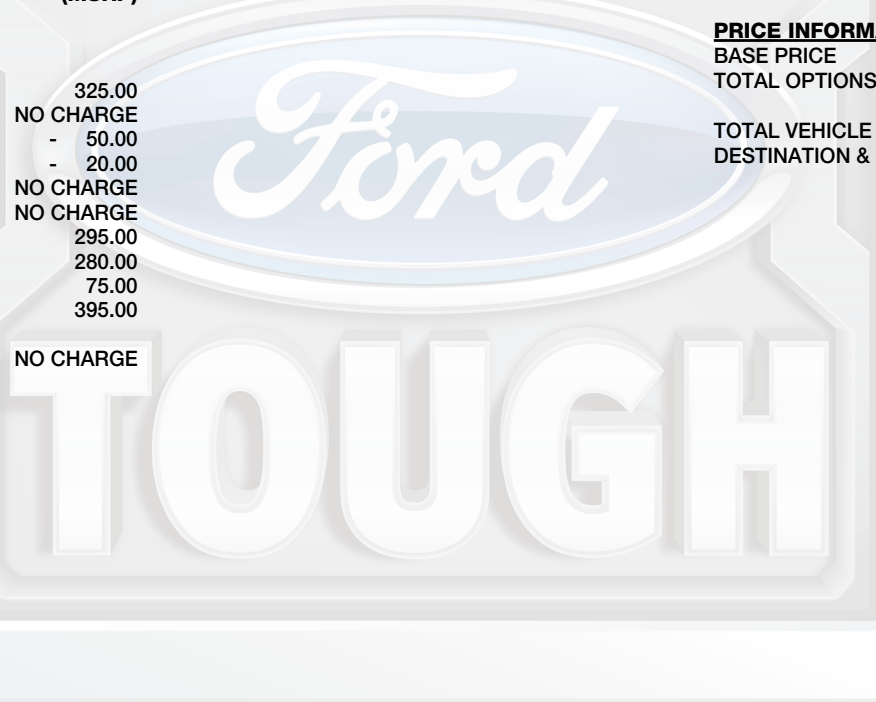 325.00
NO CHARGE
- 50.00
- 20.00
NO CHARGE
NO CHARGE
295.00
280.00
75.00
395.00
NO CHARGE
PRICE INFORM
BASE PRICE
TOTAL OPTIONS
TOTAL VEHICLE
DESTINATION &
Ford
TOUGH